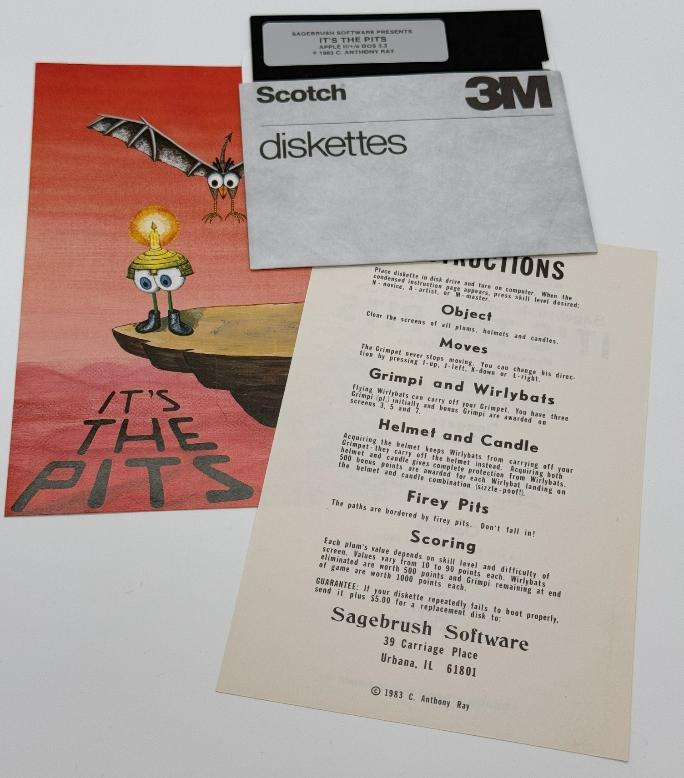 SAGEBRUSH SOFTWARE PRESENTS
IT'S THE PITS
APPLE II/+/e DOS 3.3
© 1983 C. ANTHONY RAY
Scotch 3M
diskettes
IT'S
THE
PITS
RUCTIONS
Place diskette in disk drive and turn on computer. When the
condensed instruction page appears, press skill level desired:
N - novice, A - artist, or M - master.
Object
Clear the screens of all plums, helmets and candles.
Moves
The Grimpet never stops moving. You can change his direc-
tion by pressing I-up, J-left, K-down or L-right.
Grimpi and Wirlybats
Flying Wirlybats can carry off your Grimpet. You have three
Grimpi (pl.) initially and bonus Grimpi are awarded on
screens 3, 5 and 7.
Helmet and Candle
Acquiring the helmet keeps Wirlybats from carrying off your
Grimpet - they carry off the helmet instead. Acquiring both
helmet and candle gives complete protection from Wirlybats.
500 bonus points are awarded for each Wirlybat landing on
the helmet and candle combination (sizzle-poof!).
Firey Pits
The paths are bordered by firey pits. Don't fall in!
Scoring
Each plum's value depends on skill level and difficulty of
screen. Values vary from 10 to 90 points each. Wirlybats
eliminated are worth 500 points and Grimpi remaining at end
of game are worth 1000 points each.
GUARANTEE: If your diskette repeatedly fails to boot properly,
send it plus $5.00 for a replacement disk to:
Sagebrush Software
39 Carriage Place
Urbana, IL 61801
© 1983 C. Anthony Ray